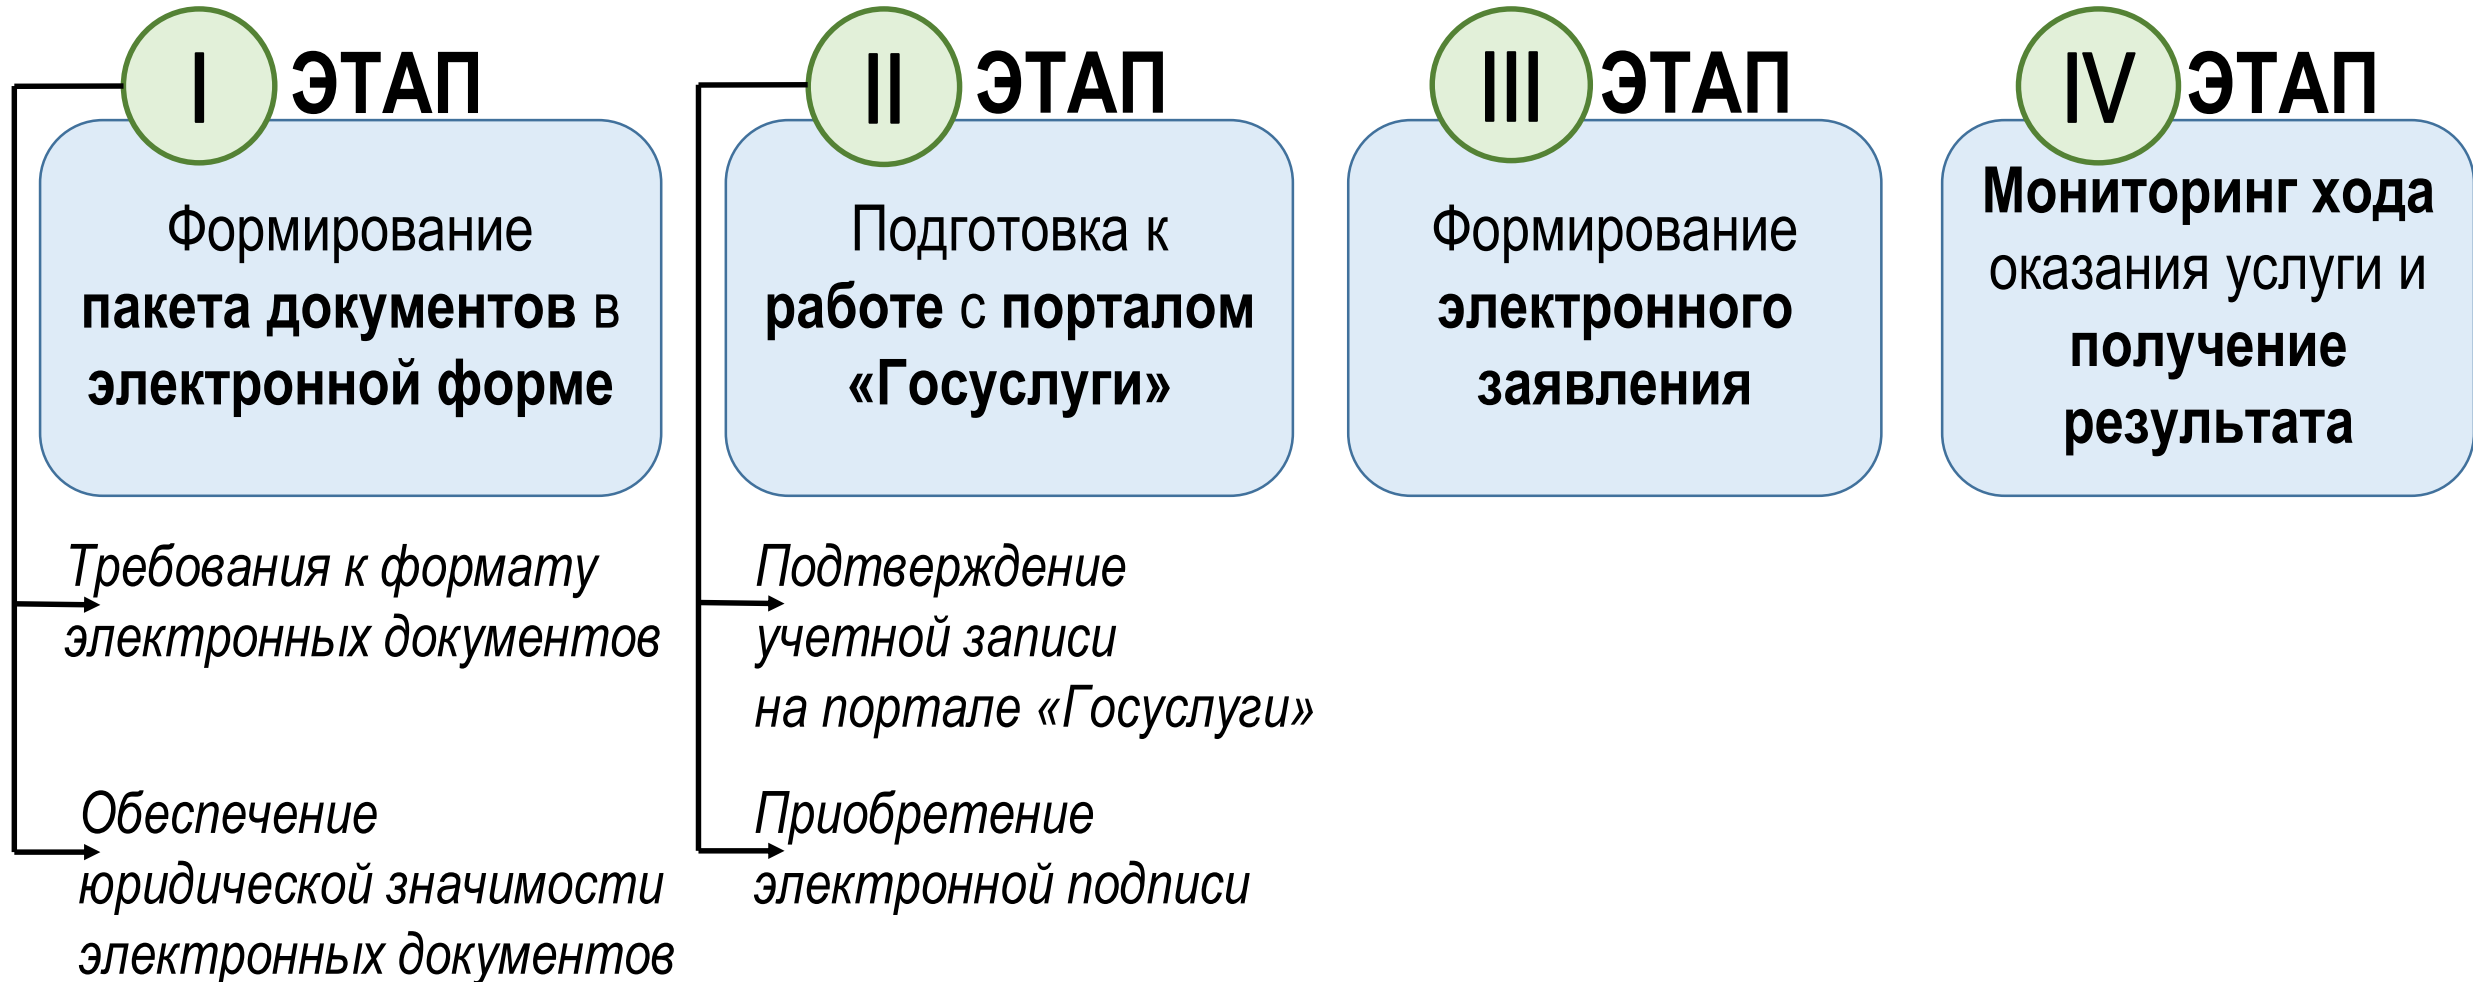 I ЭТАП
Формирование
пакета документов в
электронной форме
Требования к формату
электронных документов
Обеспечение
юридической значимости
электронных документов
II ЭТАП
Подготовка к
работе с порталом
«Госуслуги»
Подтверждение
учетной записи
на портале «Госуслуги»
Приобретение
электронной подписи
III ЭТАП
Формирование
электронного
заявления
IV ЭТАП
Мониторинг хода
оказания услуги и
получение
результата